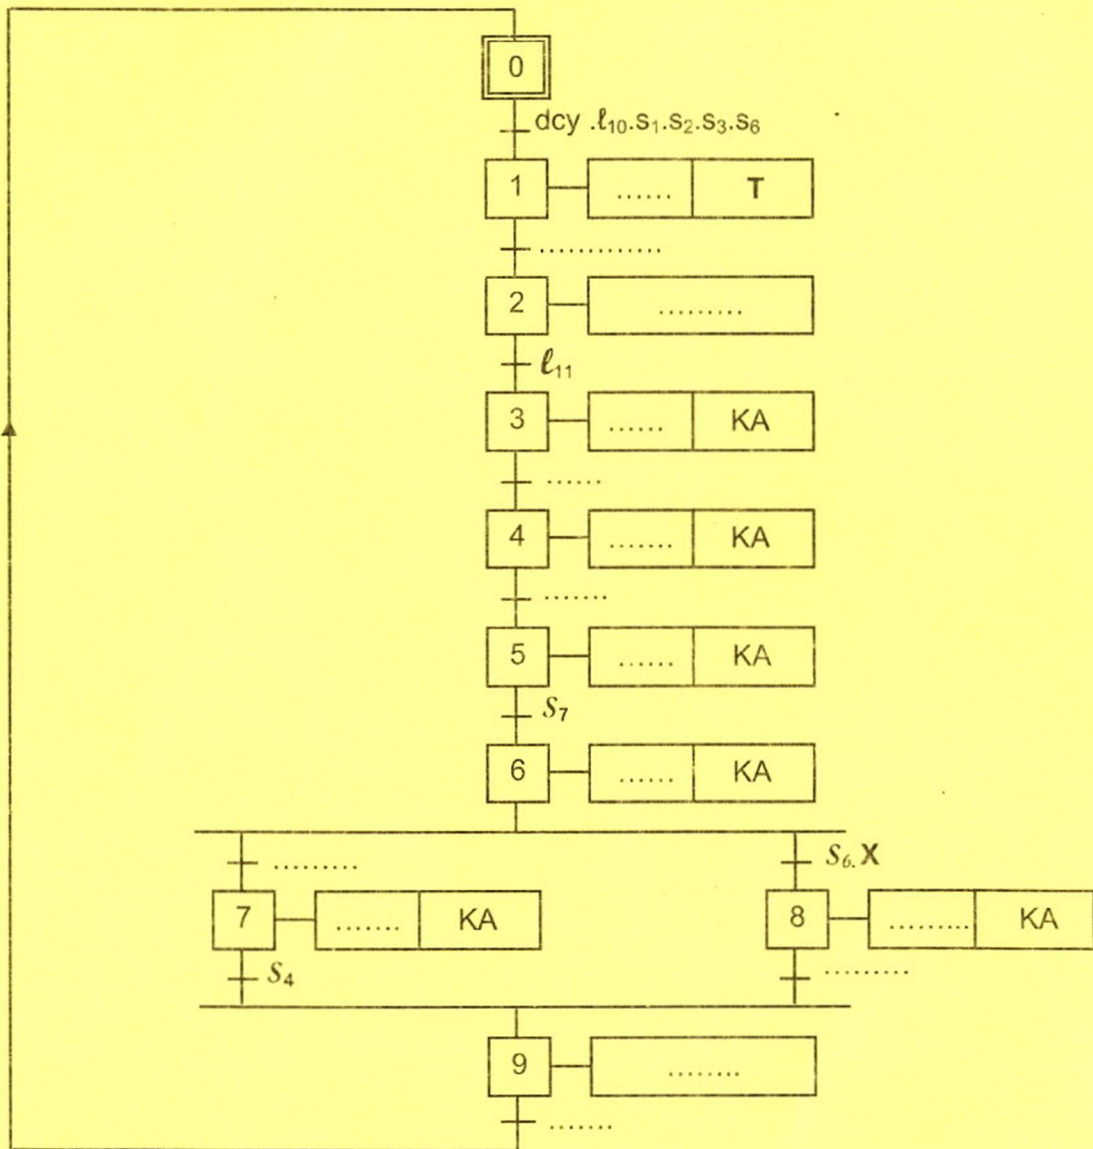 0
dcy .ℓ10.s1.s2.s3.s6
1 ...... T
.............
2 .........
ℓ11
3 ...... KA
......
4 ....... KA
.......
5 ...... KA
S7
6 ...... KA
......... S6. X
7 ....... KA 8 ......... KA
S4 .........
9 ........
.......